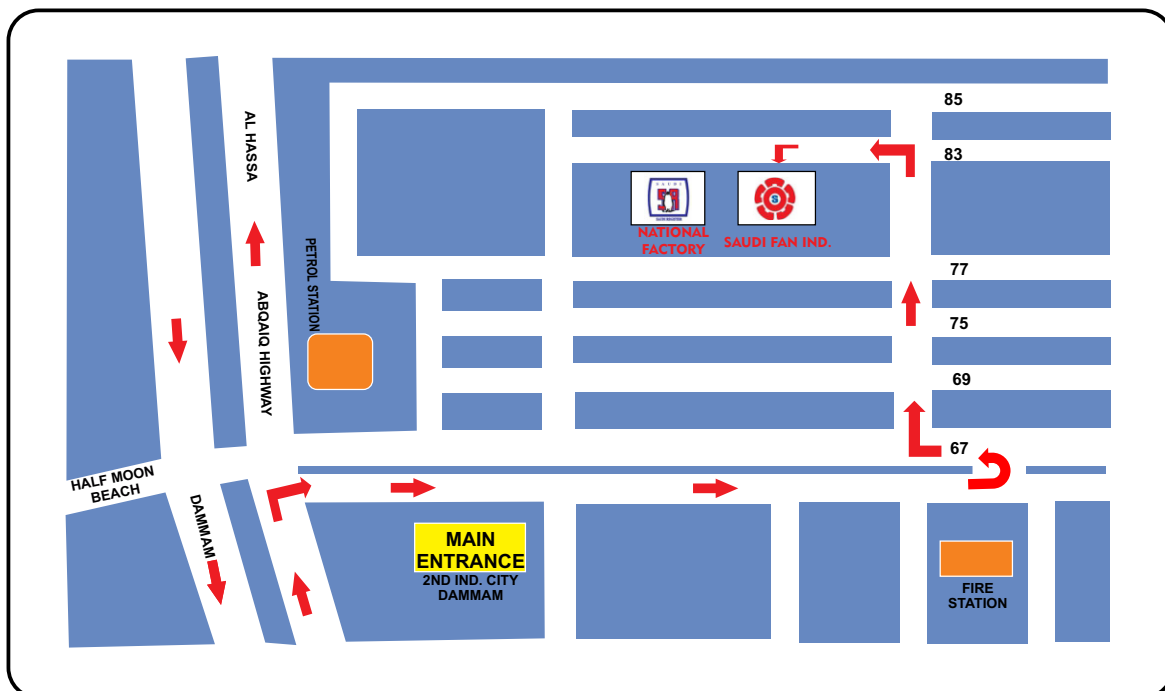 85
AL HASSA
83
NATIONAL
FACTORY
SAUDI FAN IND.
S
PETROL STATION
77
ABQAIQ HIGHWAY
75
69
67
HALF MOON
BEACH
DAMMAM
MAIN
ENTRANCE
2ND IND. CITY
DAMMAM
FIRE
STATION